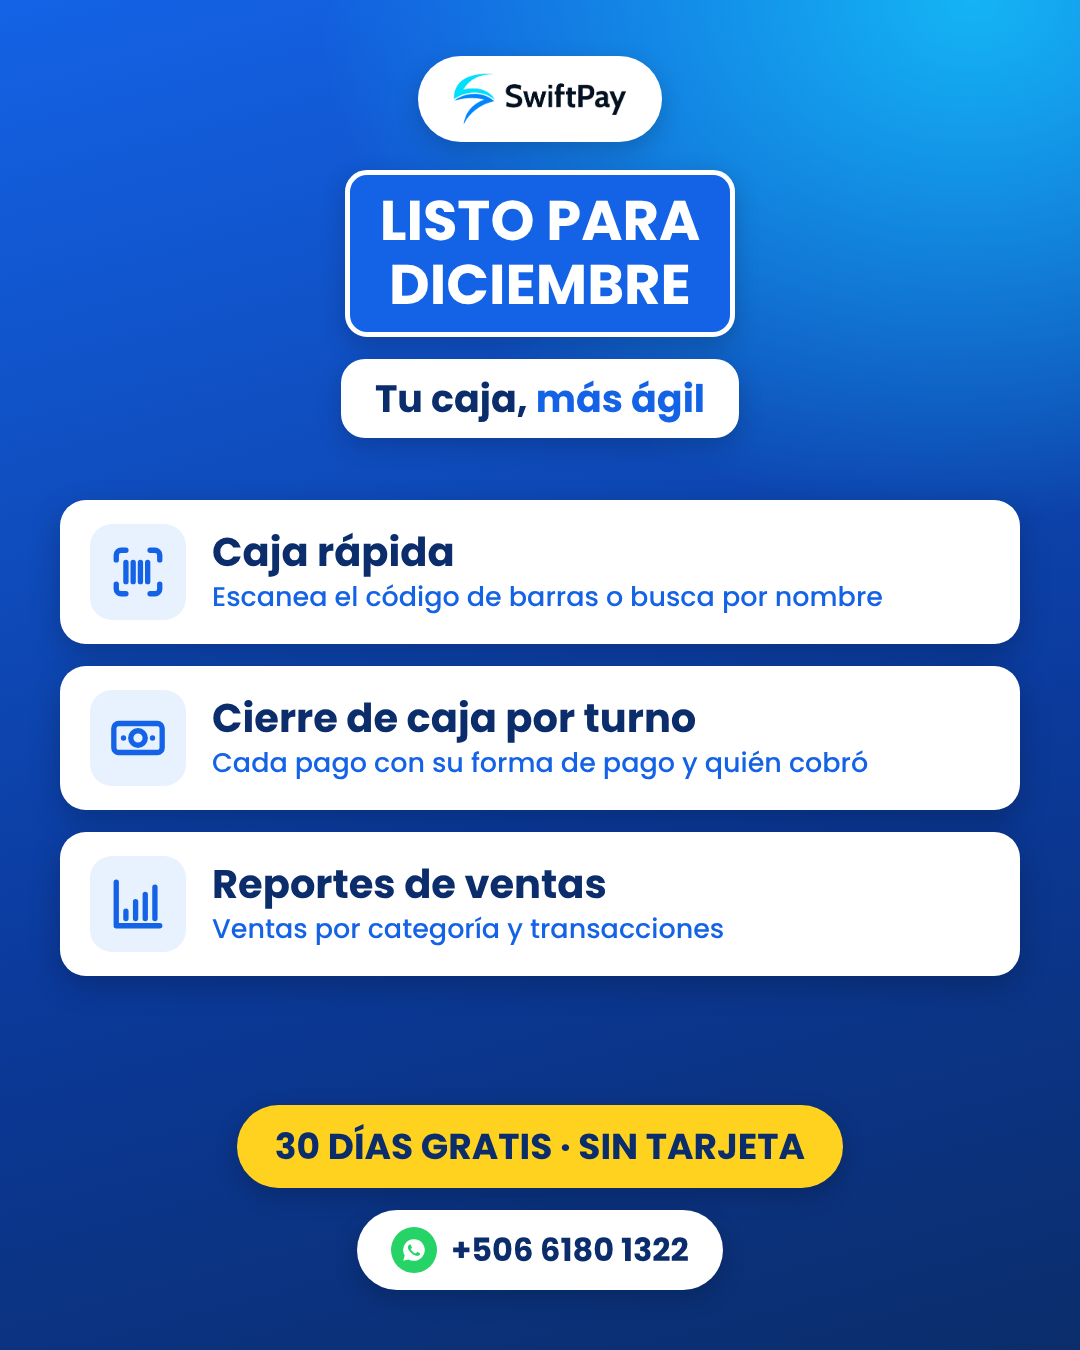 SwiftPay
LISTO PARA
DICIEMBRE
Tu caja, más ágil
Caja rápida
Escanea el código de barras o busca por nombre
Cierre de caja por turno
Cada pago con su forma de pago y quién cobró
Reportes de ventas
Ventas por categoría y transacciones
30 DÍAS GRATIS · SIN TARJETA
+506 6180 1322